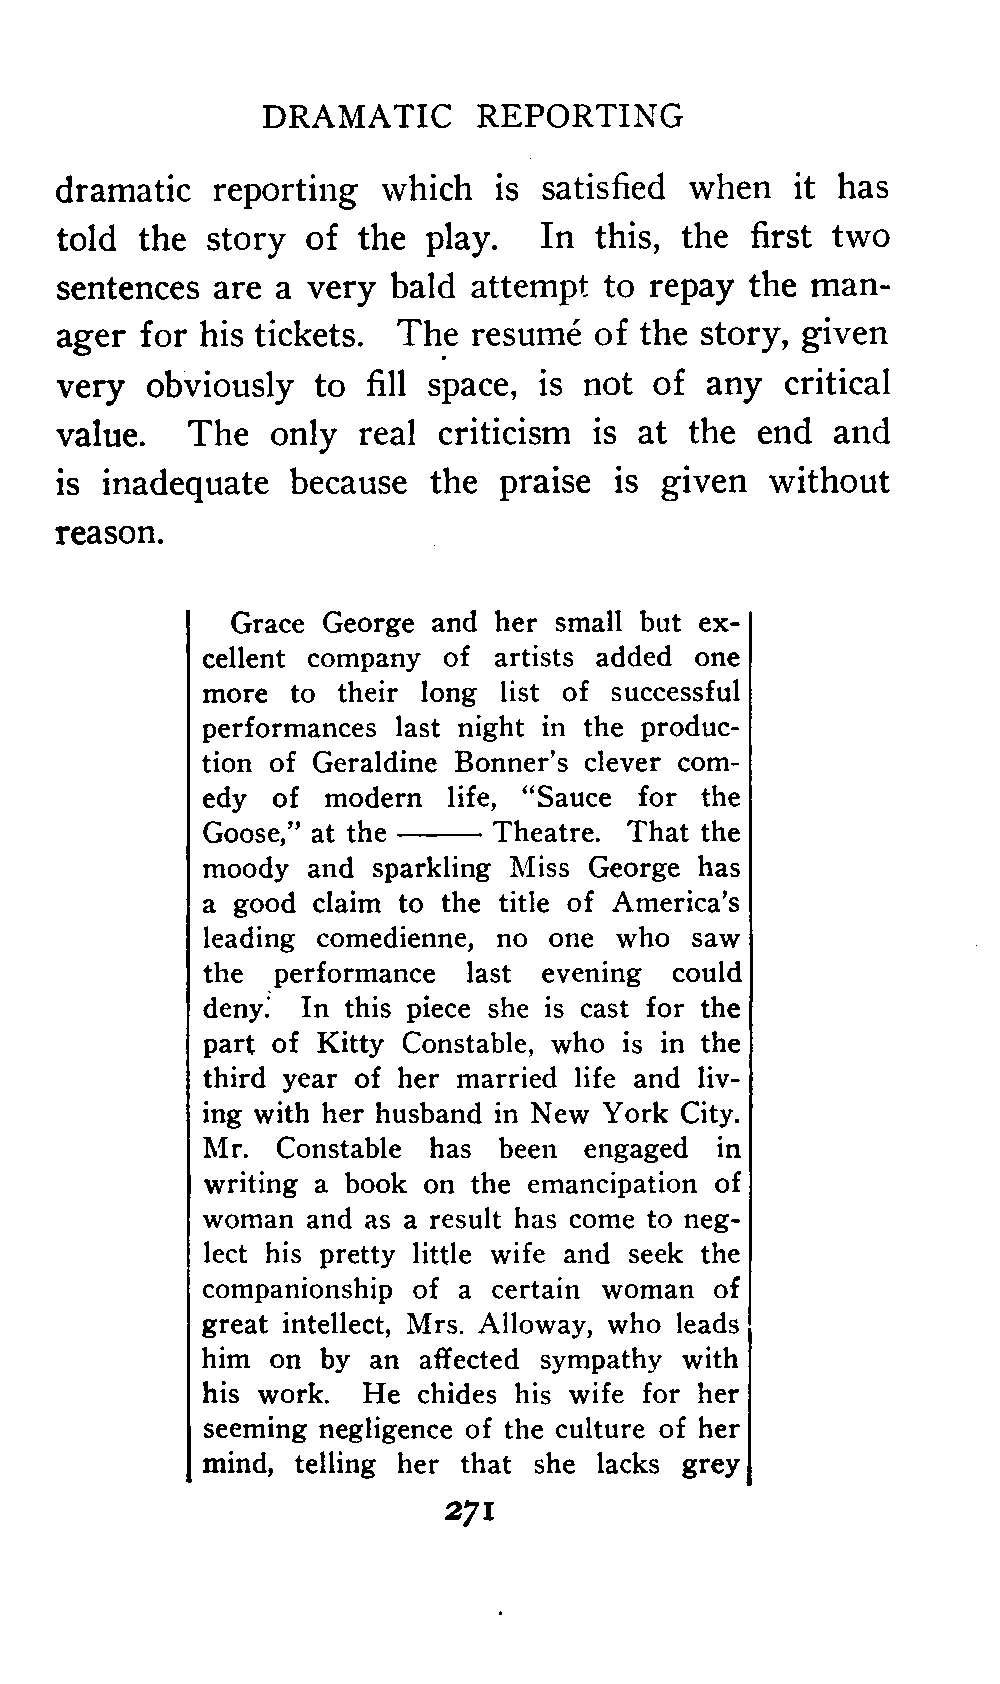 DRAMATIC REPORTING
dramatic reporting which is satisfied when it has
told the story of the play. In this, the first two
sentences are a very bald attempt to repay the man-
ager for his tickets. The resumé of the story, given
very obviously to fill space, is not of any critical
value. The only real criticism is at the end and
is inadequate because the praise is given without
reason.
Grace George and her small but ex-
cellent company of artists added one
more to their long list of successful
performances last night in the produc-
tion of Geraldine Bonner's clever com-
edy of modern life, "Sauce for the
Goose," at the ——— Theatre. That the
moody and sparkling Miss George has
a good claim to the title of America's
leading comedienne, no one who saw
the performance last evening could
deny. In this piece she is cast for the
part of Kitty Constable, who is in the
third year of her married life and liv-
ing with her husband in New York City.
Mr. Constable has been engaged in
writing a book on the emancipation of
woman and as a result has come to neg-
lect his pretty little wife and seek the
companionship of a certain woman of
great intellect, Mrs. Alloway, who leads
him on by an affected sympathy with
his work. He chides his wife for her
seeming negligence of the culture of her
mind, telling her that she lacks grey
271